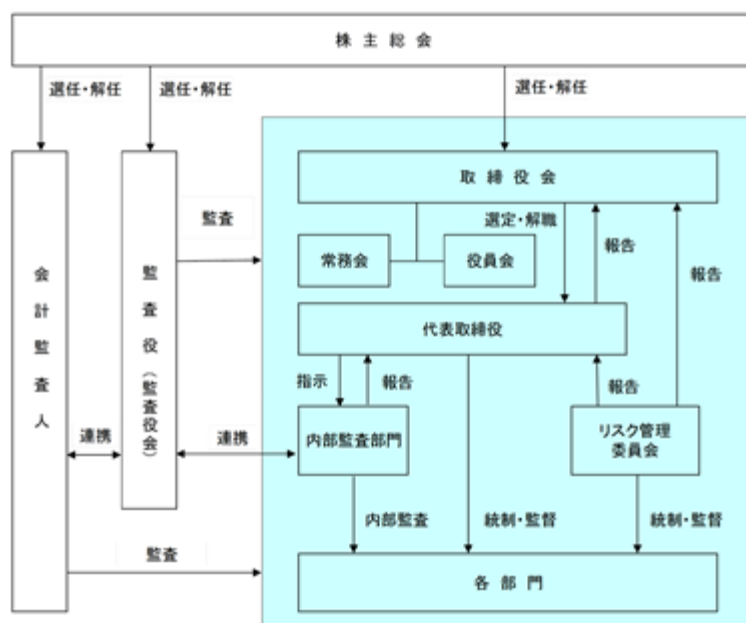 株主総会
選任・解任
選任・解任
選任・解任
取締役会
監査
選定・解職
報告
報告
常務会
役員会
会計監査人
監査役(監査役会)
代表取締役
指示
報告
報告
連携
連携
内部監査部門
リスク管理
委員会
内部監査
統制・監督
統制・監督
監査
各部門